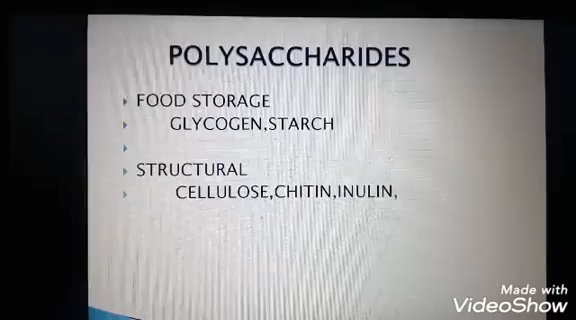 POLYSACCHARIDES
FOOD STORAGE
GLYCOGEN,STARCH
STRUCTURAL
CELLULOSE,CHITIN,INULIN,
Made with
VideoShow